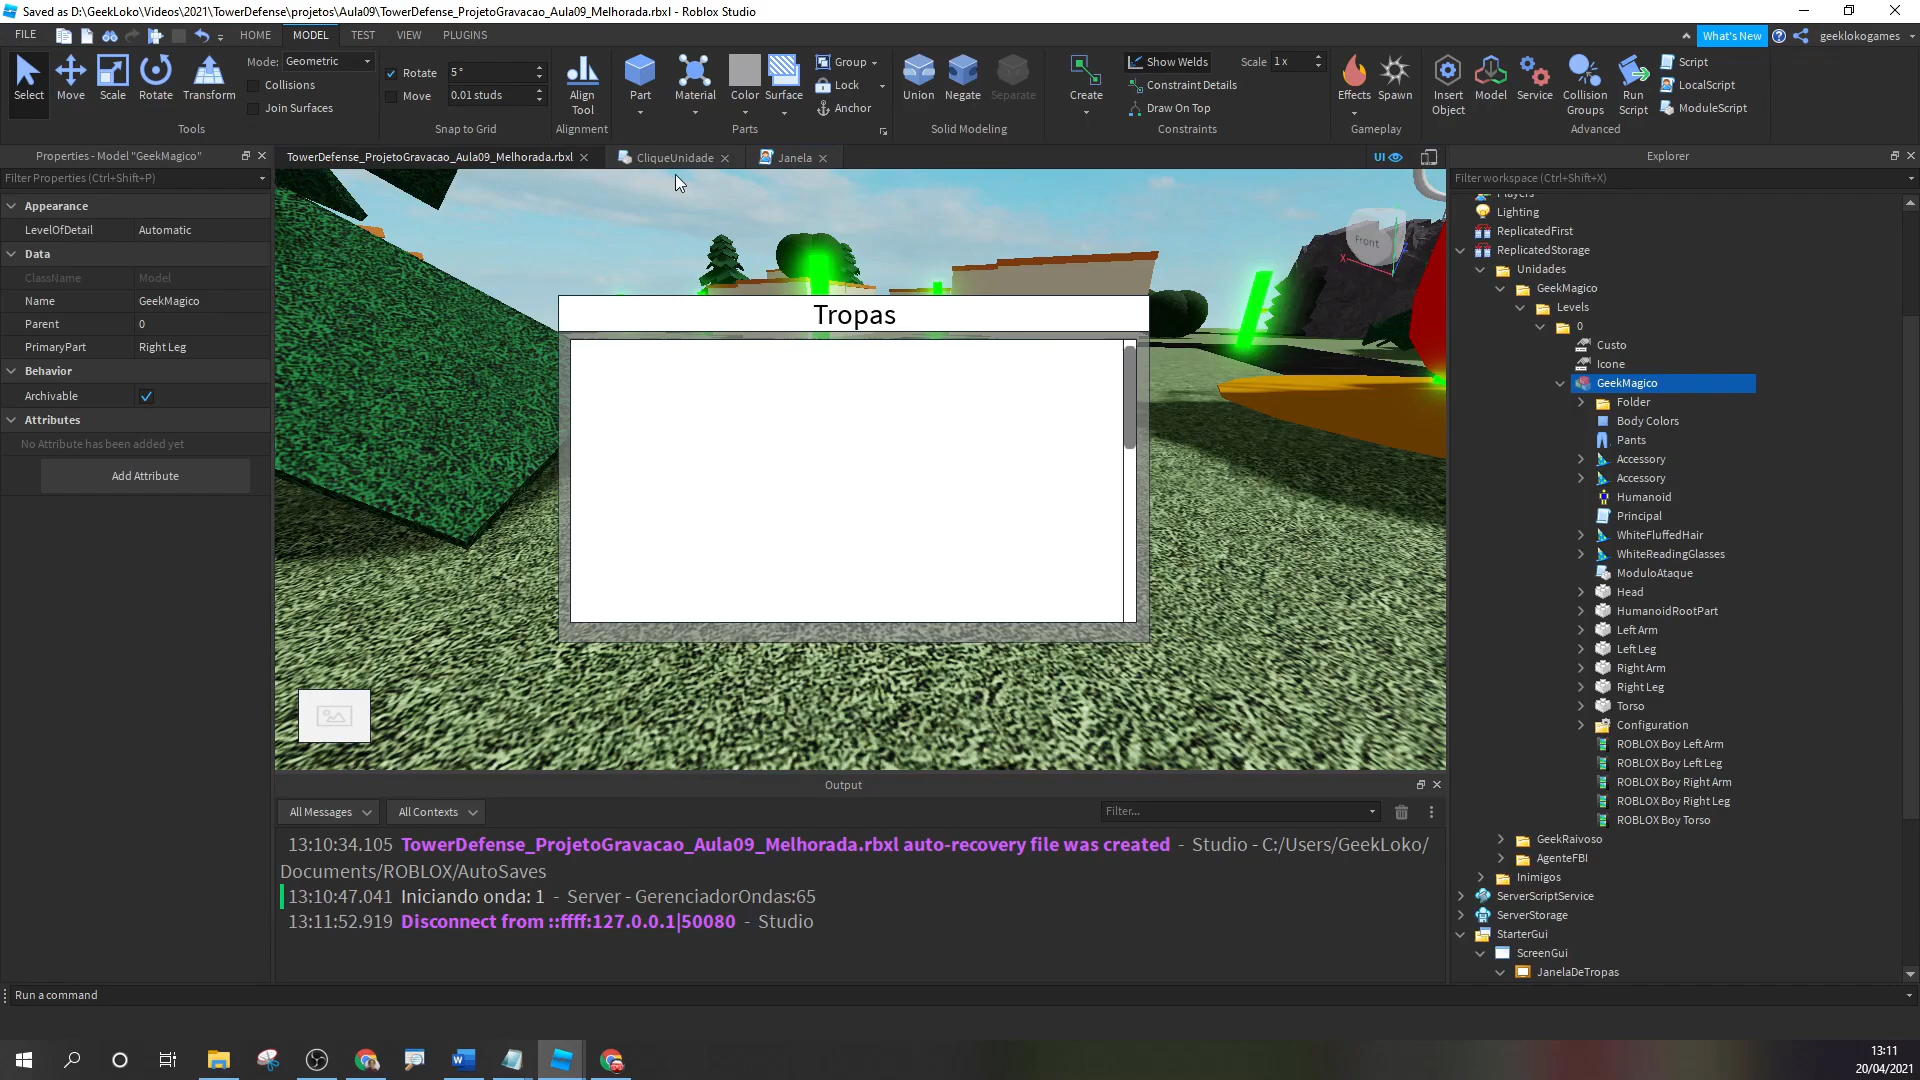 Saved as D:\GeekLoko\Videos\2021\TowerDefense\projetos\Aula09\TowerDefense_ProjetoGravacao_Aula09_Melhorada.rbxl - Roblox Studio
FILE HOME MODEL TEST VIEW PLUGINS What's New geeklokogames
Select Move Scale Rotate Transform
Mode: Geometric
Collisions
Join Surfaces
Tools
Rotate 5 °
Move 0.01 studs
Snap to Grid
Align Tool
Alignment
Part Material Color Surface
Group
Lock
Anchor
Parts
Union Negate Separate
Solid Modeling
Create
Show Welds Scale 1 x
Constraint Details
Draw On Top
Constraints
Effects Spawn
Gameplay
Insert Object Model Service Collision Groups Run Script
Script
LocalScript
ModuleScript
Advanced
Properties - Model "GeekMagico"
Filter Properties (Ctrl+Shift+P)
Appearance
LevelOfDetail Automatic
Data
ClassName Model
Name GeekMagico
Parent 0
PrimaryPart Right Leg
Behavior
Archivable
Attributes
No Attribute has been added yet
Add Attribute
TowerDefense_ProjetoGravacao_Aula09_Melhorada.rbxl CliqueUnidade Janela UI
Front
X
Tropas
Output
All Messages All Contexts Filter...
13:10:34.105 TowerDefense_ProjetoGravacao_Aula09_Melhorada.rbxl auto-recovery file was created - Studio - C:/Users/GeekLoko/
Documents/ROBLOX/AutoSaves
13:10:47.041 Iniciando onda: 1 - Server - GerenciadorOndas:65
13:11:52.919 Disconnect from ::ffff:127.0.0.1|50080 - Studio
Explorer
Filter workspace (Ctrl+Shift+X)
Players
Lighting
ReplicatedFirst
ReplicatedStorage
Unidades
GeekMagico
Levels
0
Custo
Icone
GeekMagico
Folder
Body Colors
Pants
Accessory
Accessory
Humanoid
Principal
WhiteFluffedHair
WhiteReadingGlasses
ModuloAtaque
Head
HumanoidRootPart
Left Arm
Left Leg
Right Arm
Right Leg
Torso
Configuration
ROBLOX Boy Left Arm
ROBLOX Boy Left Leg
ROBLOX Boy Right Arm
ROBLOX Boy Right Leg
ROBLOX Boy Torso
GeekRaivoso
AgenteFBI
Inimigos
ServerScriptService
ServerStorage
StarterGui
ScreenGui
JanelaDeTropas
Run a command
13:11
20/04/2021